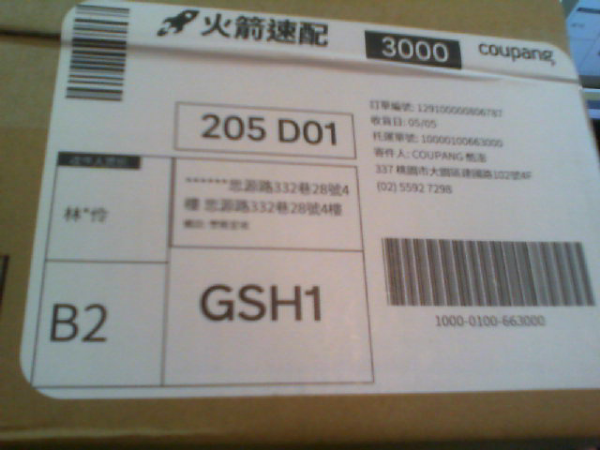 火箭速配
3000
coupang
205 D01
訂單編號: 129100000806787
收貨日: 05/05
托運單號: 10000100663000
寄件人: COUPANG 酷澎
337 桃園市大園區建國路102號4F
(02) 5592 7298
******忠源路332巷28號4
樓 忠源路332巷28號4樓
林*伶
B2
GSH1
1000-0100-663000